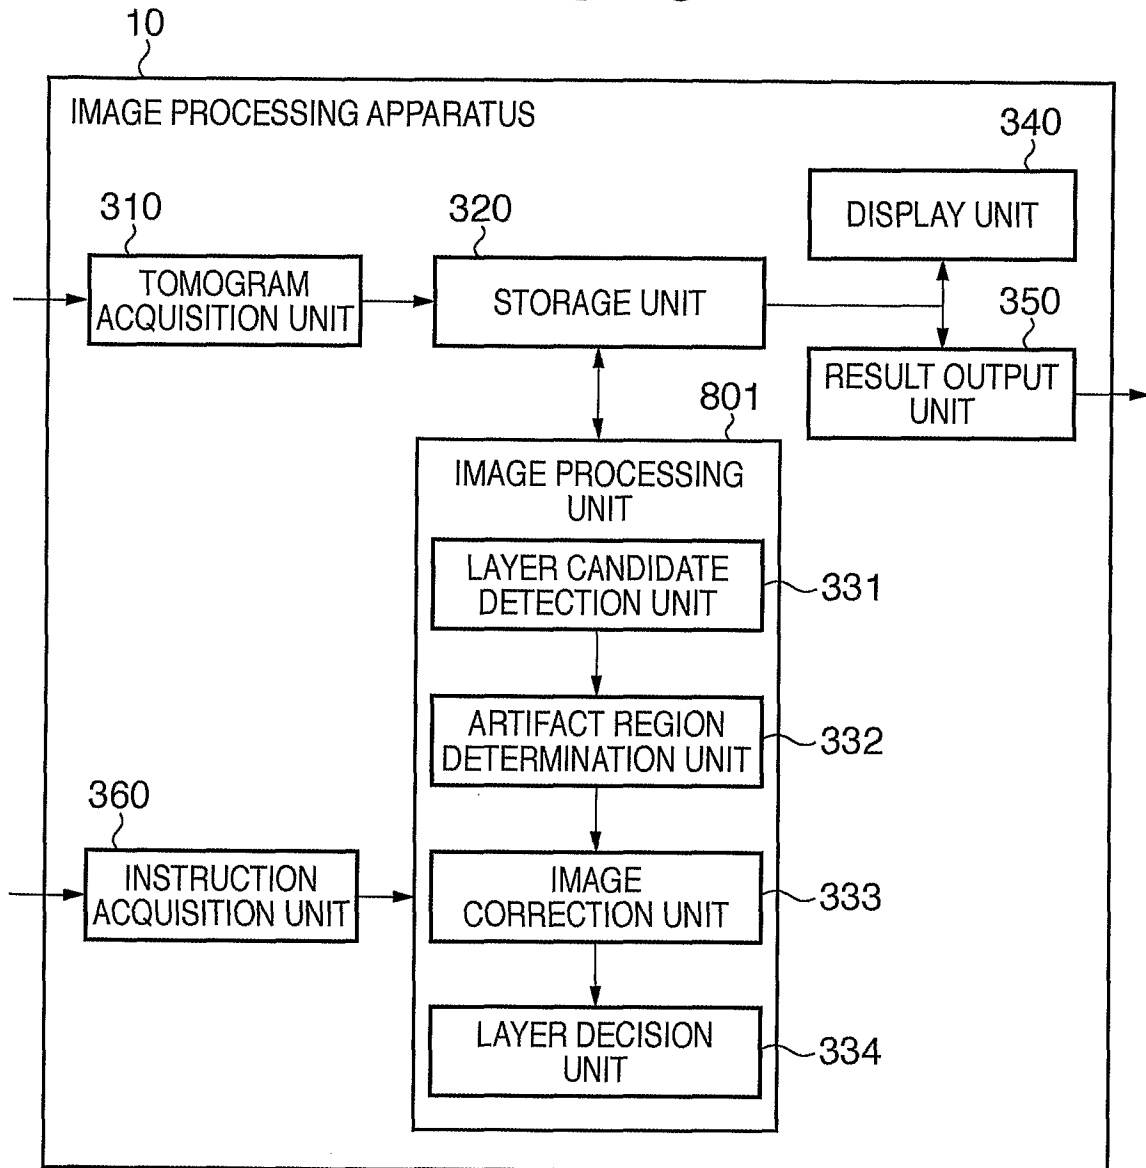 10
IMAGE PROCESSING APPARATUS
340
DISPLAY UNIT
310
TOMOGRAM
ACQUISITION UNIT
320
STORAGE UNIT
350
RESULT OUTPUT
UNIT
801
IMAGE PROCESSING
UNIT
LAYER CANDIDATE
DETECTION UNIT
331
ARTIFACT REGION
DETERMINATION UNIT
332
360
INSTRUCTION
ACQUISITION UNIT
IMAGE
CORRECTION UNIT
333
LAYER DECISION
UNIT
334